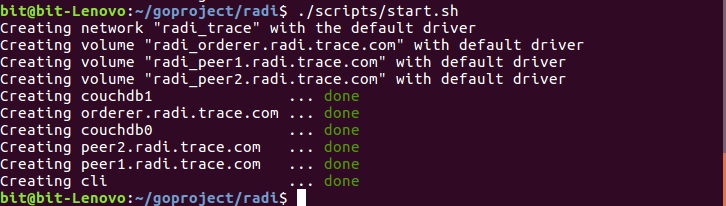 bit@bit-Lenovo:~/goproject/radi$ ./scripts/start.sh
Creating network "radi_trace" with the default driver
Creating volume "radi_orderer.radi.trace.com" with default driver
Creating volume "radi_peer1.radi.trace.com" with default driver
Creating volume "radi_peer2.radi.trace.com" with default driver
Creating couchdb1 ... done
Creating orderer.radi.trace.com ... done
Creating couchdb0 ... done
Creating peer2.radi.trace.com ... done
Creating peer1.radi.trace.com ... done
Creating cli ... done
bit@bit-Lenovo:~/goproject/radi$